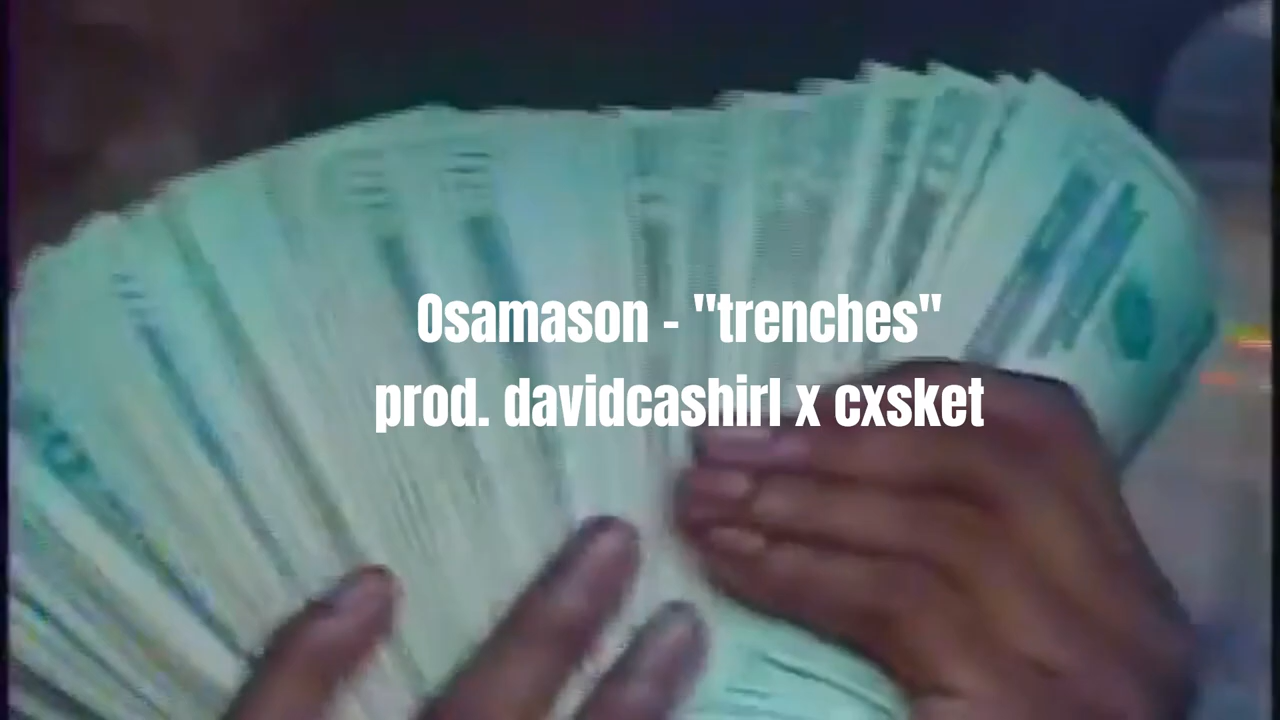 Osamason - "trenches"
prod. davidcashirl x cxsket